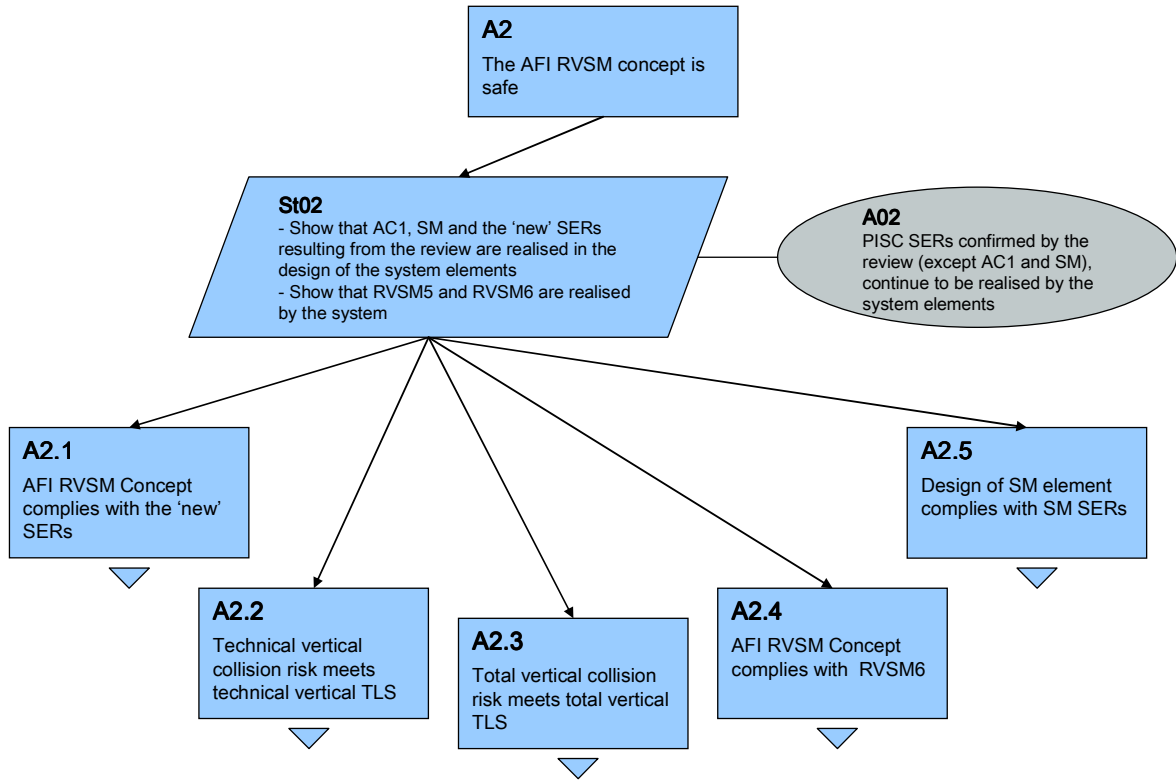 A2
The AFI RVSM concept is
safe
St02
- Show that AC1, SM and the ‘new’ SERs
resulting from the review are realised in the
design of the system elements
- Show that RVSM5 and RVSM6 are realised
by the system
A02
PISC SERs confirmed by the
review (except AC1 and SM),
continue to be realised by the
system elements
A2.1
AFI RVSM Concept
complies with the ‘new’
SERs
A2.2
Technical vertical
collision risk meets
technical vertical TLS
A2.3
Total vertical collision
risk meets total vertical
TLS
A2.4
AFI RVSM Concept
complies with RVSM6
A2.5
Design of SM element
complies with SM SERs